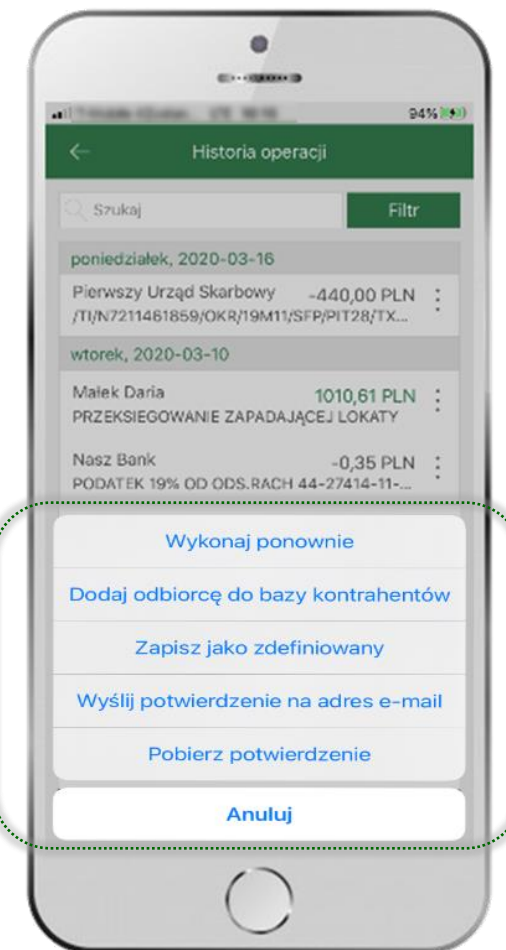 94%
Historia operacji
Szukaj
Filtr
poniedziałek, 2020-03-16
Pierwszy Urząd Skarbowy -440,00 PLN
/TI/N7211461859/OKR/19M11/SFP/PIT28/TX...
wtorek, 2020-03-10
Małek Daria 1010,61 PLN
PRZEKSIEGOWANIE ZAPADAJĄCEJ LOKATY
Nasz Bank -0,35 PLN
PODATEK 19% OD ODS.RACH 44-27414-11-...
Wykonaj ponownie
Dodaj odbiorcę do bazy kontrahentów
Zapisz jako zdefiniowany
Wyślij potwierdzenie na adres e-mail
Pobierz potwierdzenie
Anuluj